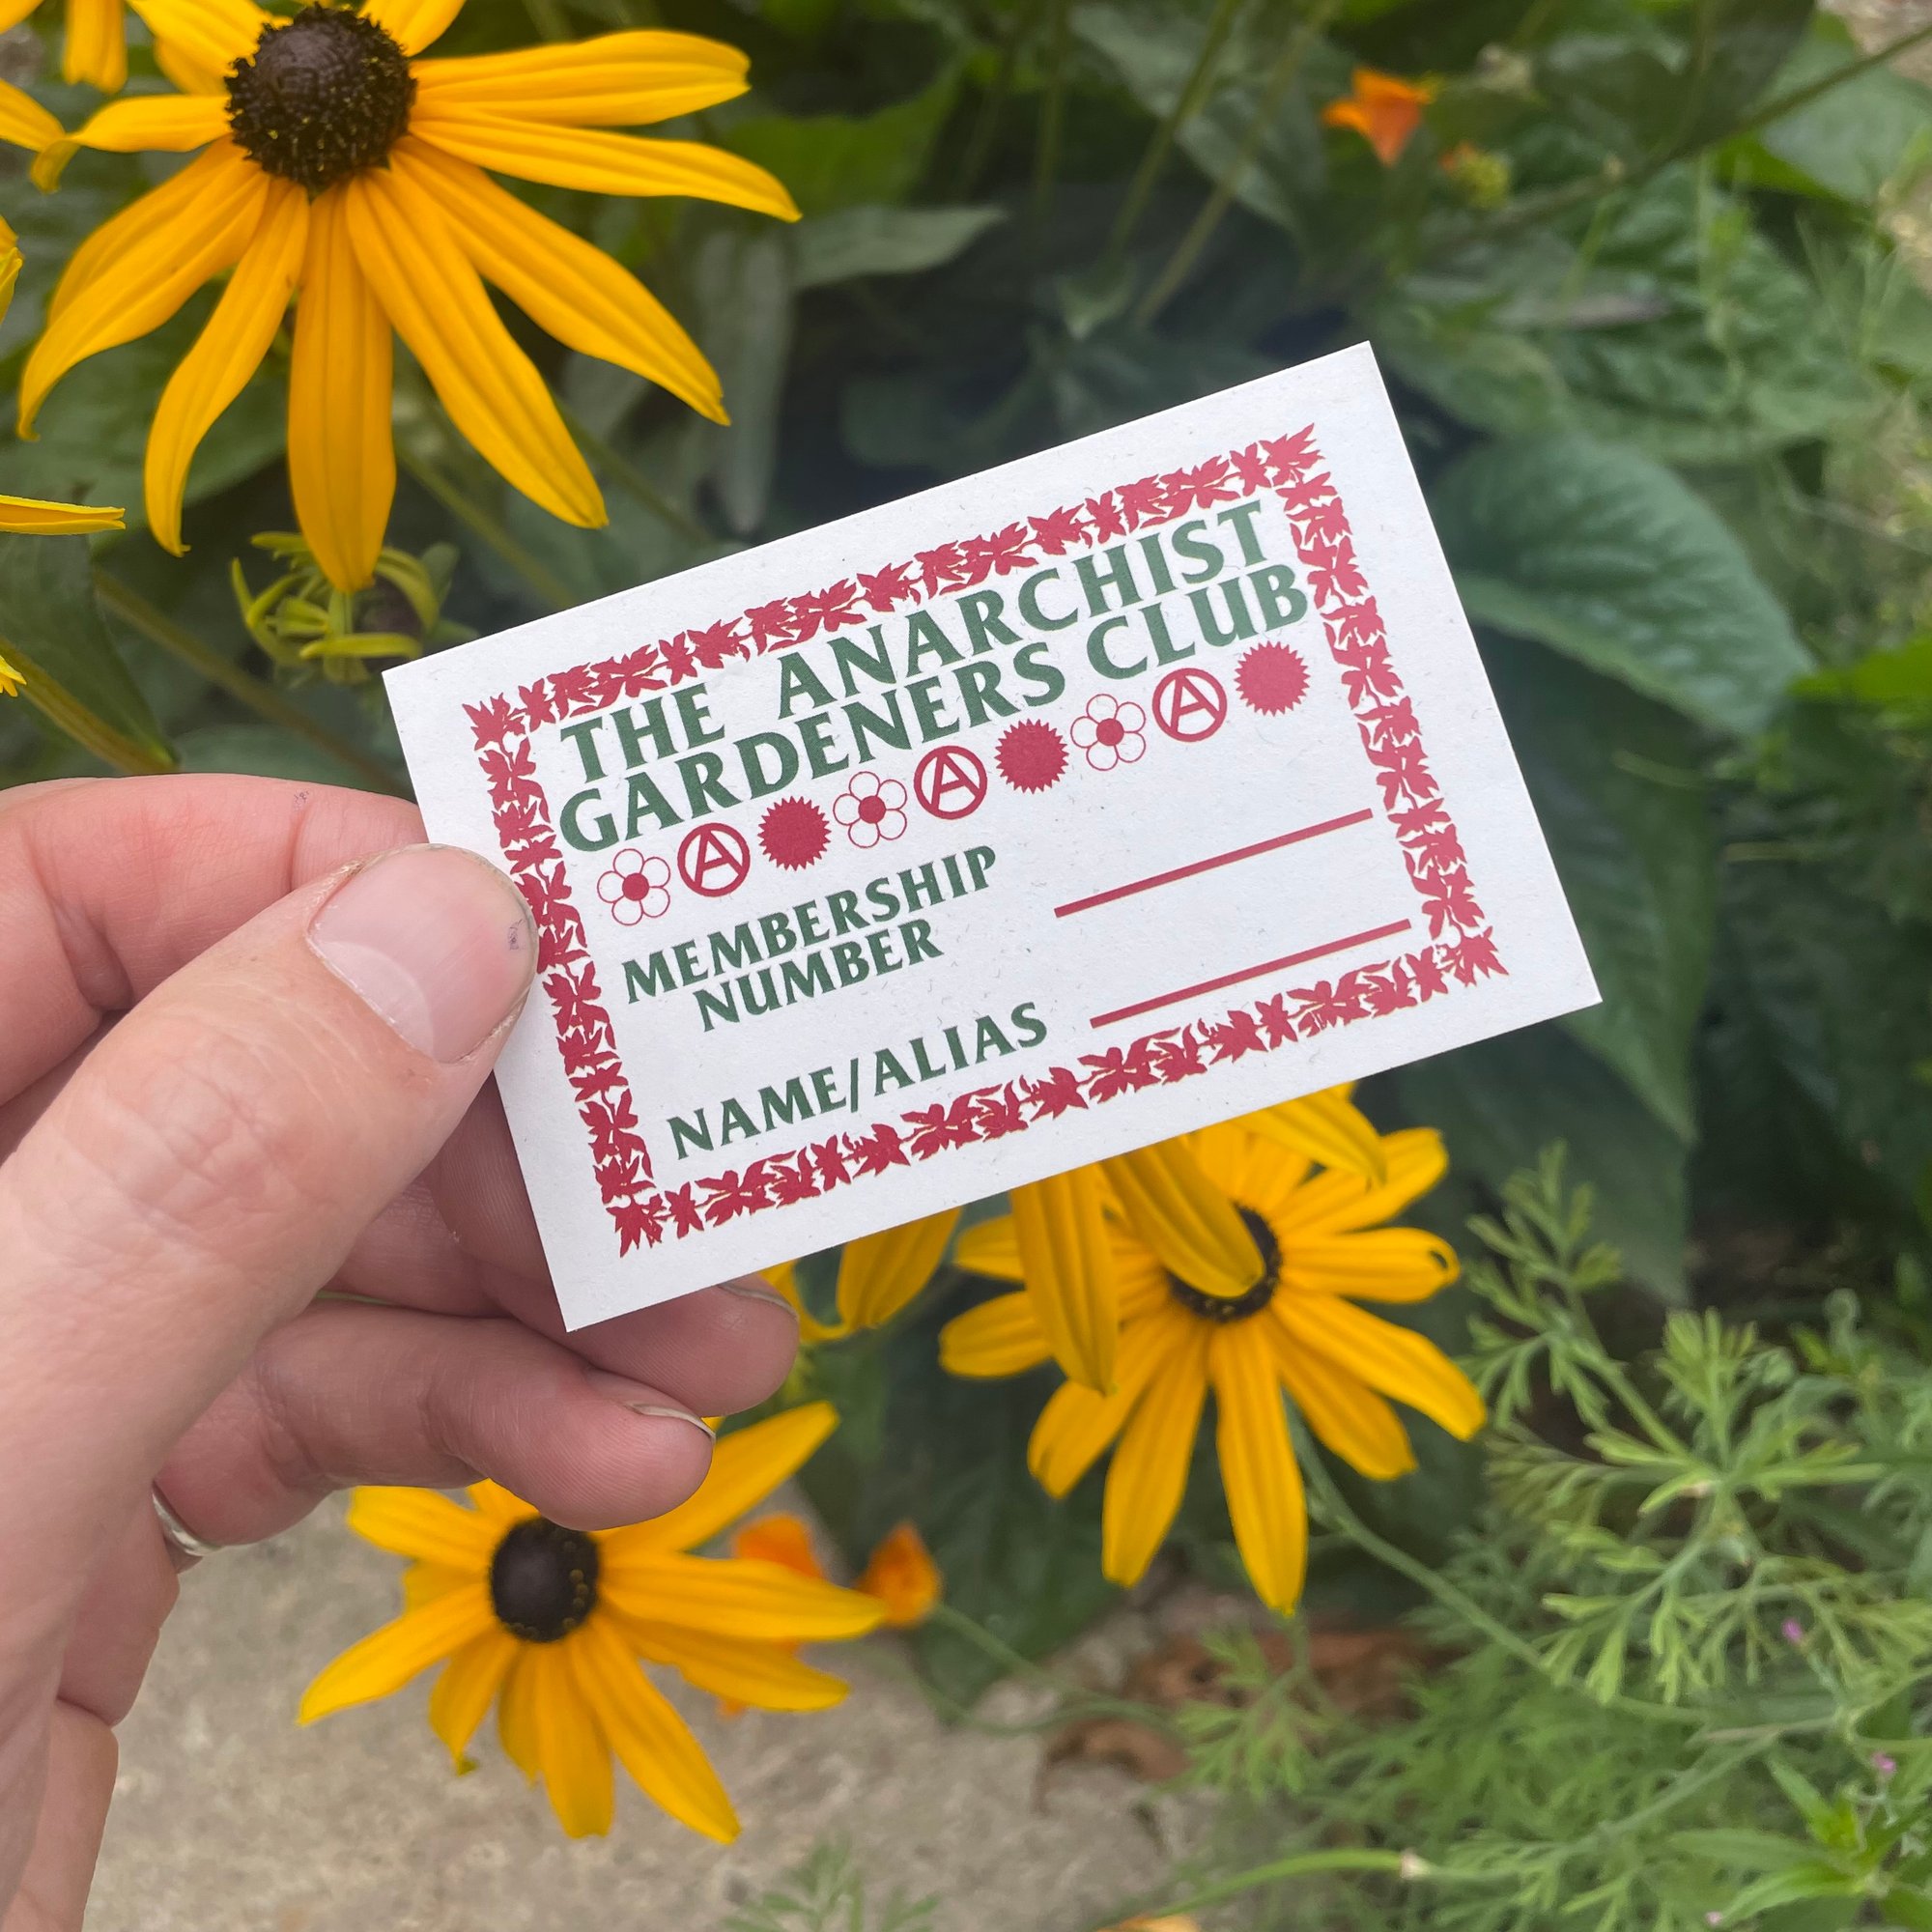 THE ANARCHIST
GARDENERS CLUB
MEMBERSHIP
NUMBER
NAME/ALIAS